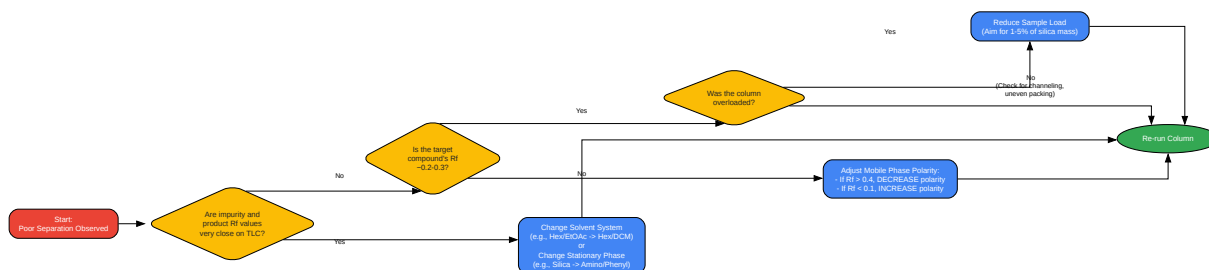 Start:
Poor Separation Observed
Are impurity and
product Rf values
very close on TLC?
No
Yes
Is the target
compound's Rf
~0.2-0.3?
Yes
No
Change Solvent System
(e.g., Hex/EtOAc -> Hex/DCM)
or
Change Stationary Phase
(e.g., Silica -> Amino/Phenyl)
Was the column
overloaded?
Yes
No
(Check for channeling,
uneven packing)
Reduce Sample Load
(Aim for 1-5% of silica mass)
Adjust Mobile Phase Polarity:
- If Rf > 0.4, DECREASE polarity
- If Rf < 0.1, INCREASE polarity
Re-run Column